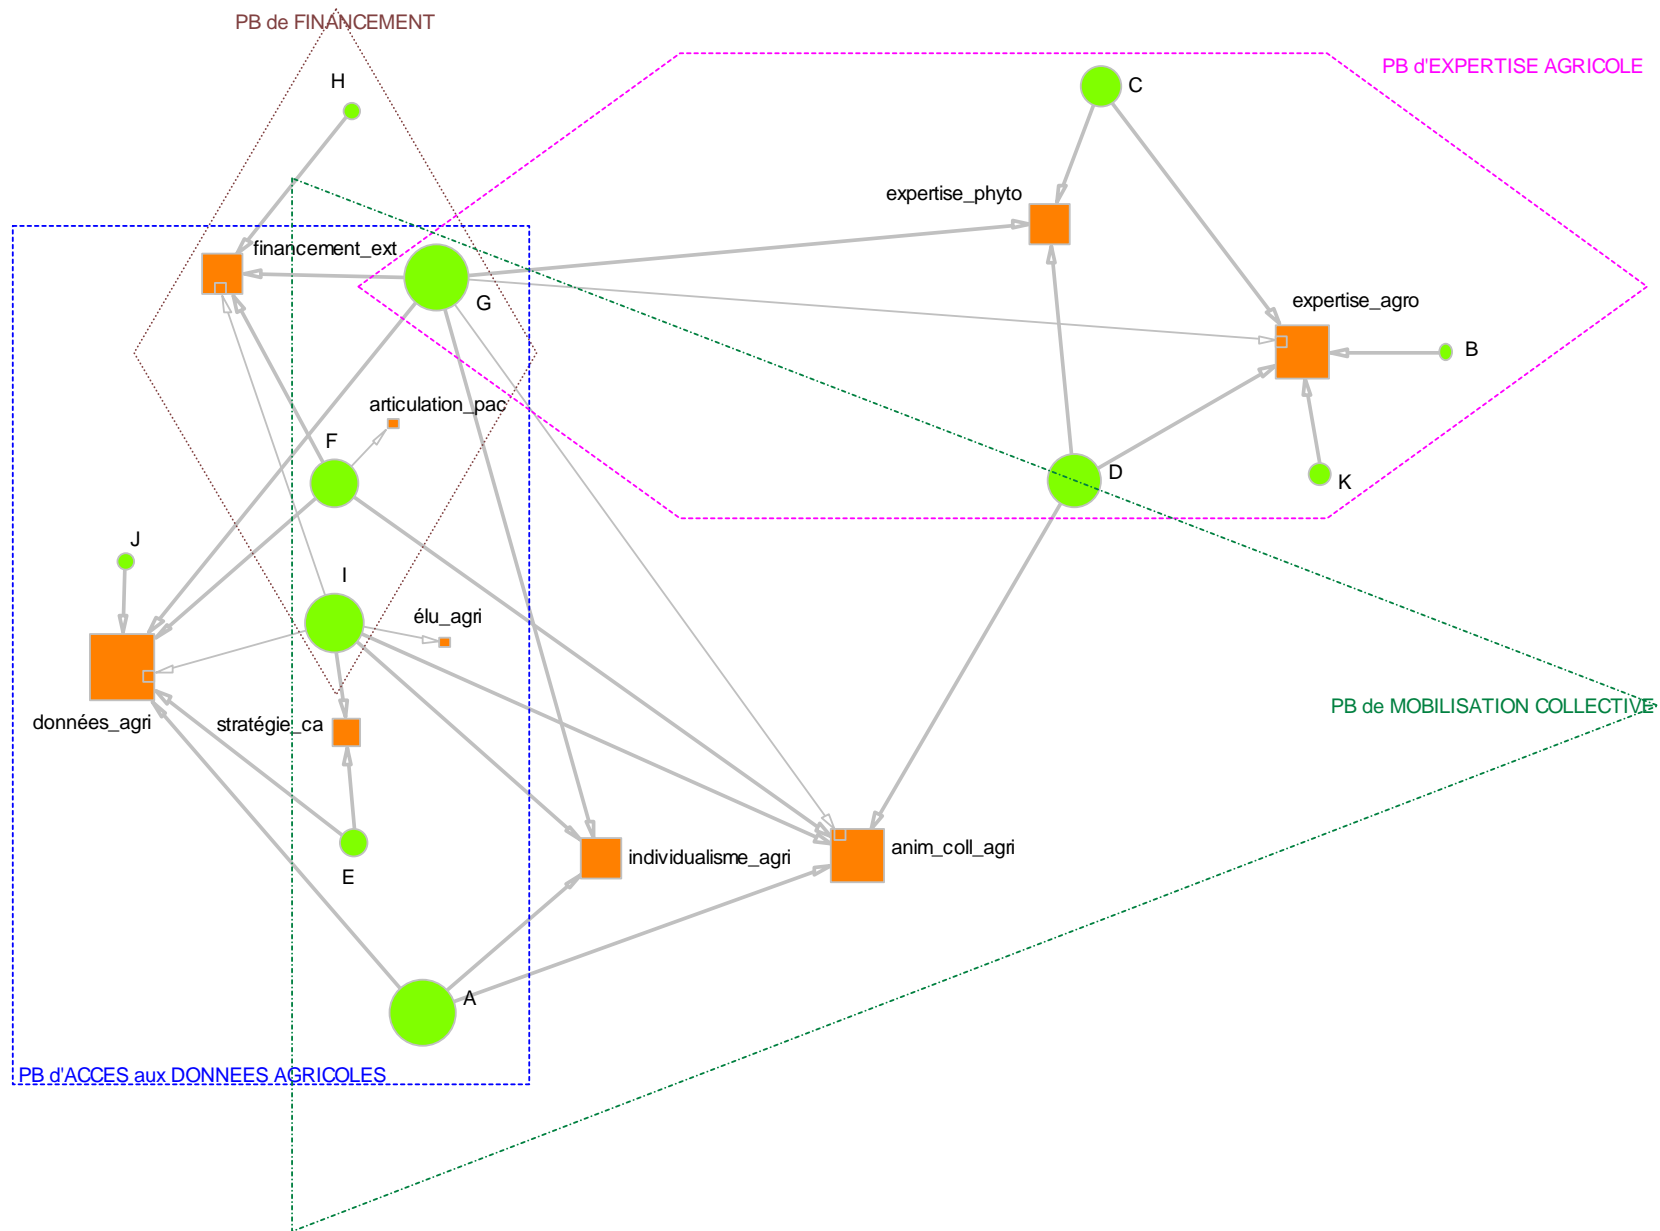 PB de FINANCEMENT
PB d'EXPERTISE AGRICOLE
H
C
expertise_phyto
financement_ext
G
expertise_agro
B
articulation_pac
F
D
K
J
I
élu_agri
données_agri
stratégie_ca
PB de MOBILISATION COLLECTIVE
individualisme_agri
anim_coll_agri
E
A
PB d'ACCES aux DONNEES AGRICOLES